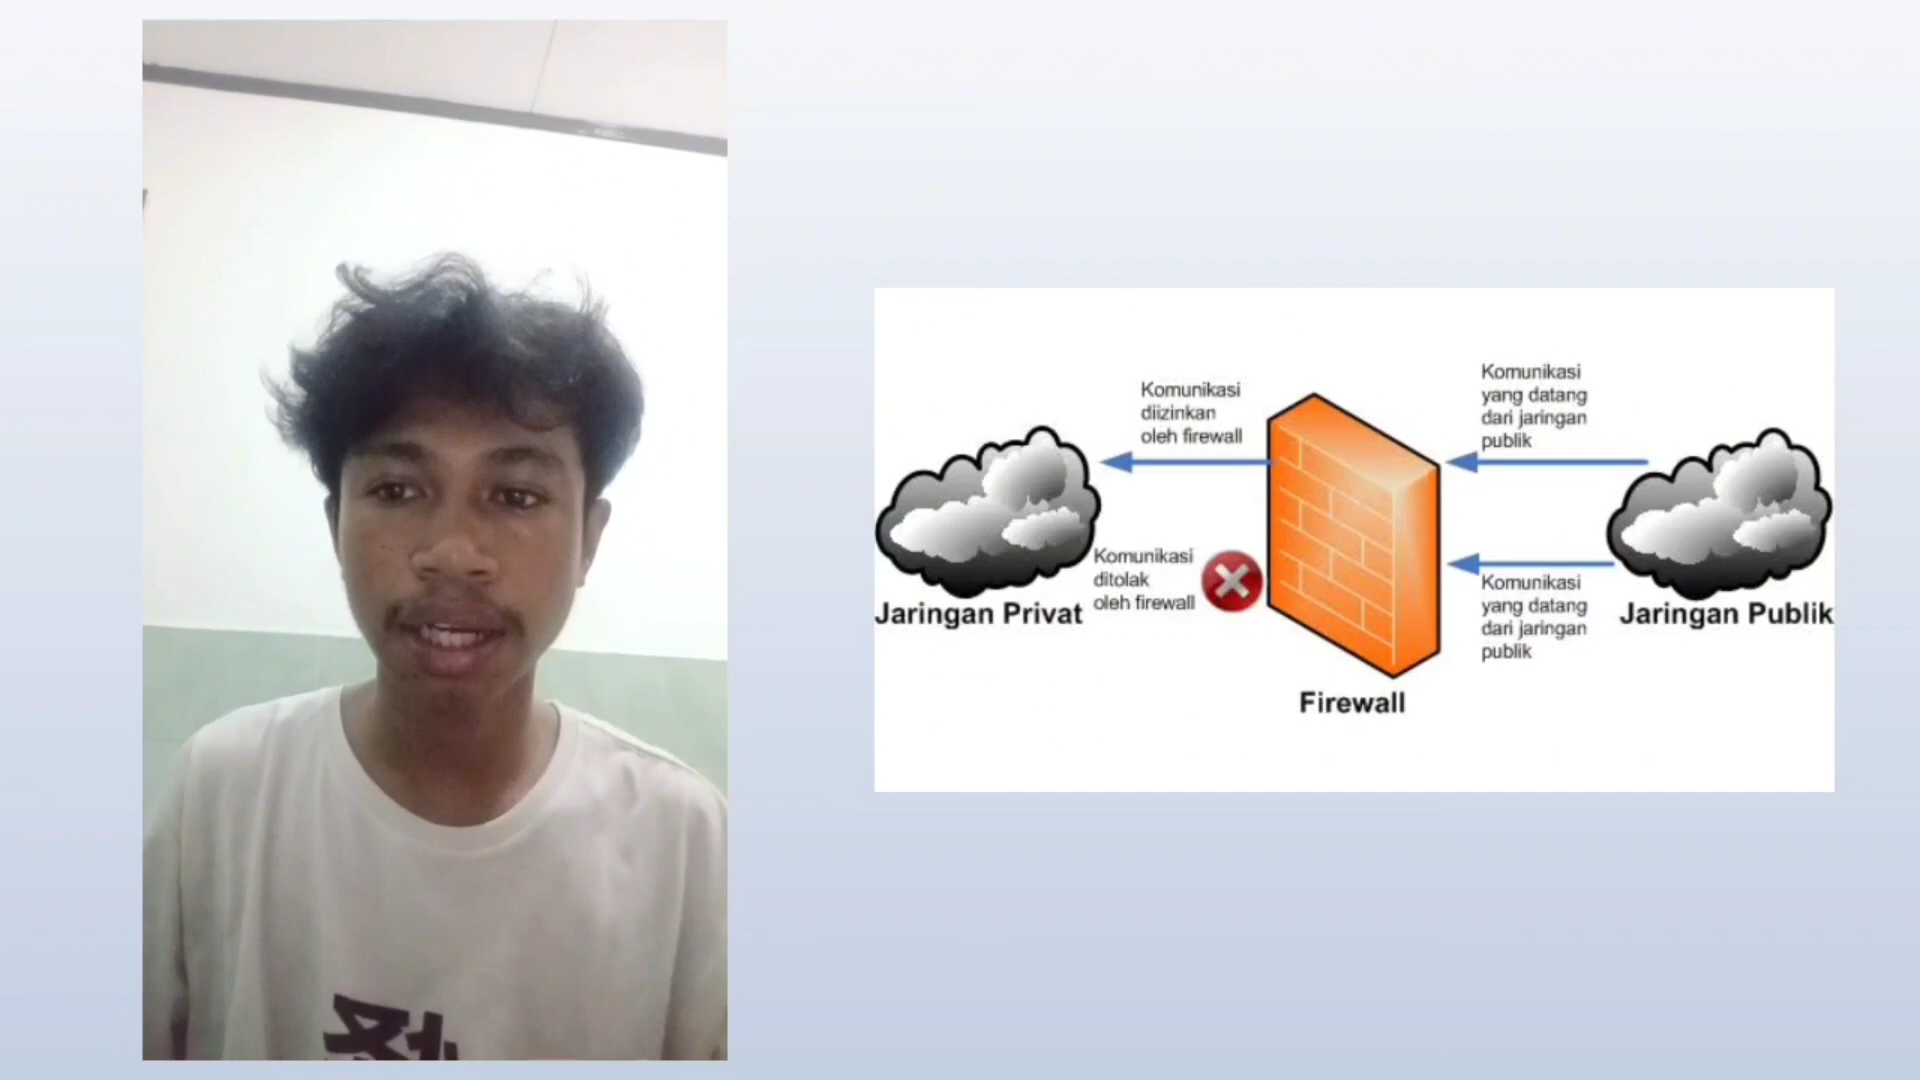 Komunikasi
diizinkan
oleh firewall
Komunikasi
yang datang
dari jaringan
publik
Komunikasi
ditolak
oleh firewall
Komunikasi
yang datang
dari jaringan
publik
Jaringan Privat
Jaringan Publik
Firewall